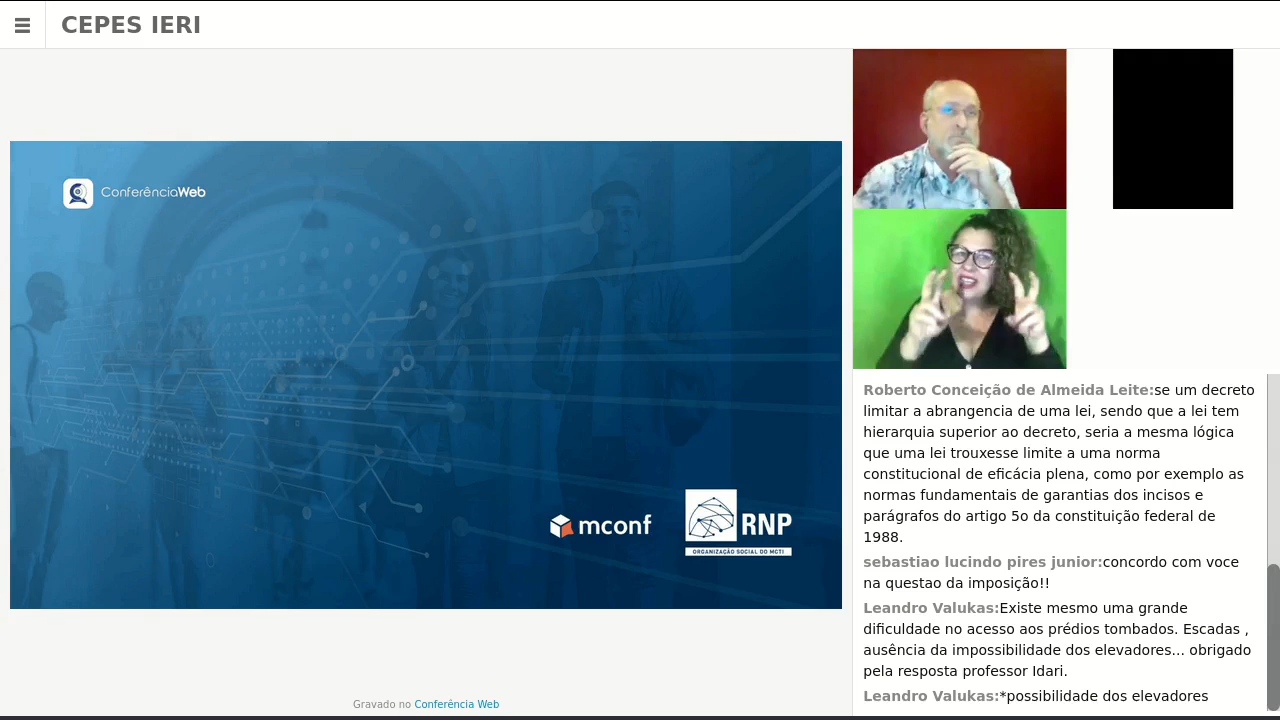 CEPES IERI
ConferênciaWeb
mconf
RNP
ORGANIZAÇÃO SOCIAL DO MCTI
Gravado no Conferência Web
Roberto Conceição de Almeida Leite:se um decreto
limitar a abrangencia de uma lei, sendo que a lei tem
hierarquia superior ao decreto, seria a mesma lógica
que uma lei trouxesse limite a uma norma
constitucional de eficácia plena, como por exemplo as
normas fundamentais de garantias dos incisos e
parágrafos do artigo 5o da constituição federal de
1988.
sebastiao lucindo pires junior:concordo com voce
na questao da imposição!!
Leandro Valukas:Existe mesmo uma grande
dificuldade no acesso aos prédios tombados. Escadas ,
ausência da impossibilidade dos elevadores... obrigado
pela resposta professor Idari.
Leandro Valukas:*possibilidade dos elevadores